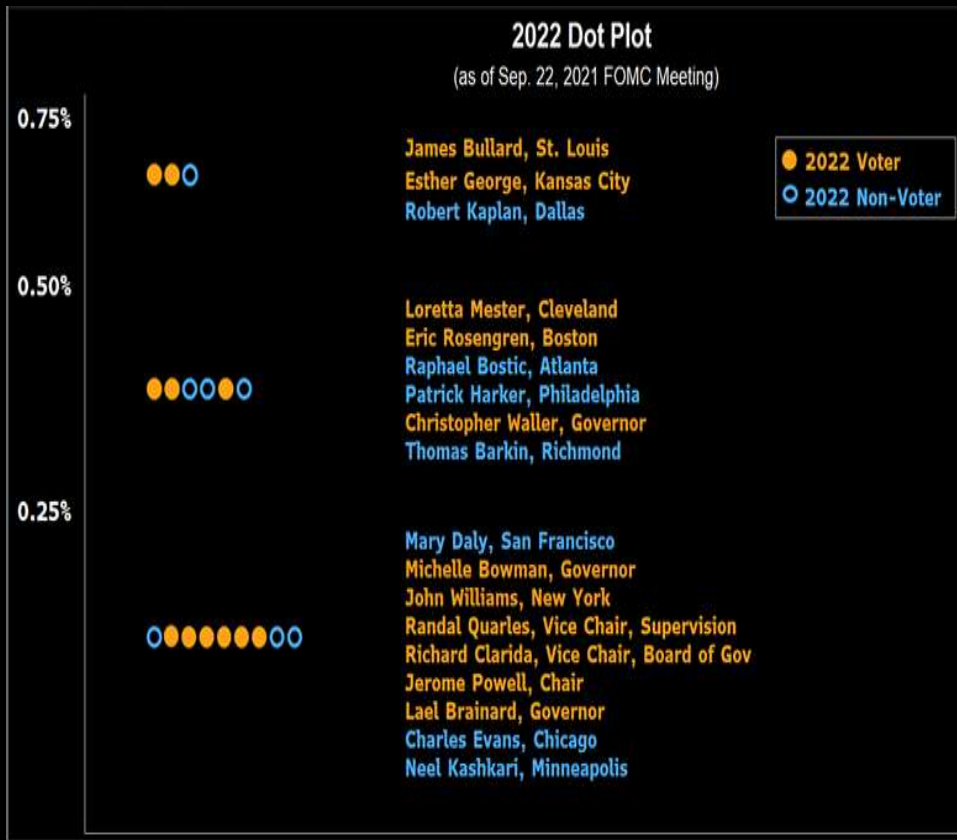 2022 Dot Plot
(as of Sep. 22, 2021 FOMC Meeting)
0.75%
James Bullard, St. Louis
Esther George, Kansas City
Robert Kaplan, Dallas
2022 Voter
2022 Non-Voter
0.50%
Loretta Mester, Cleveland
Eric Rosengren, Boston
Raphael Bostic, Atlanta
Patrick Harker, Philadelphia
Christopher Waller, Governor
Thomas Barkin, Richmond
0.25%
Mary Daly, San Francisco
Michelle Bowman, Governor
John Williams, New York
Randal Quarles, Vice Chair, Supervision
Richard Clarida, Vice Chair, Board of Gov
Jerome Powell, Chair
Lael Brainard, Governor
Charles Evans, Chicago
Neel Kashkari, Minneapolis